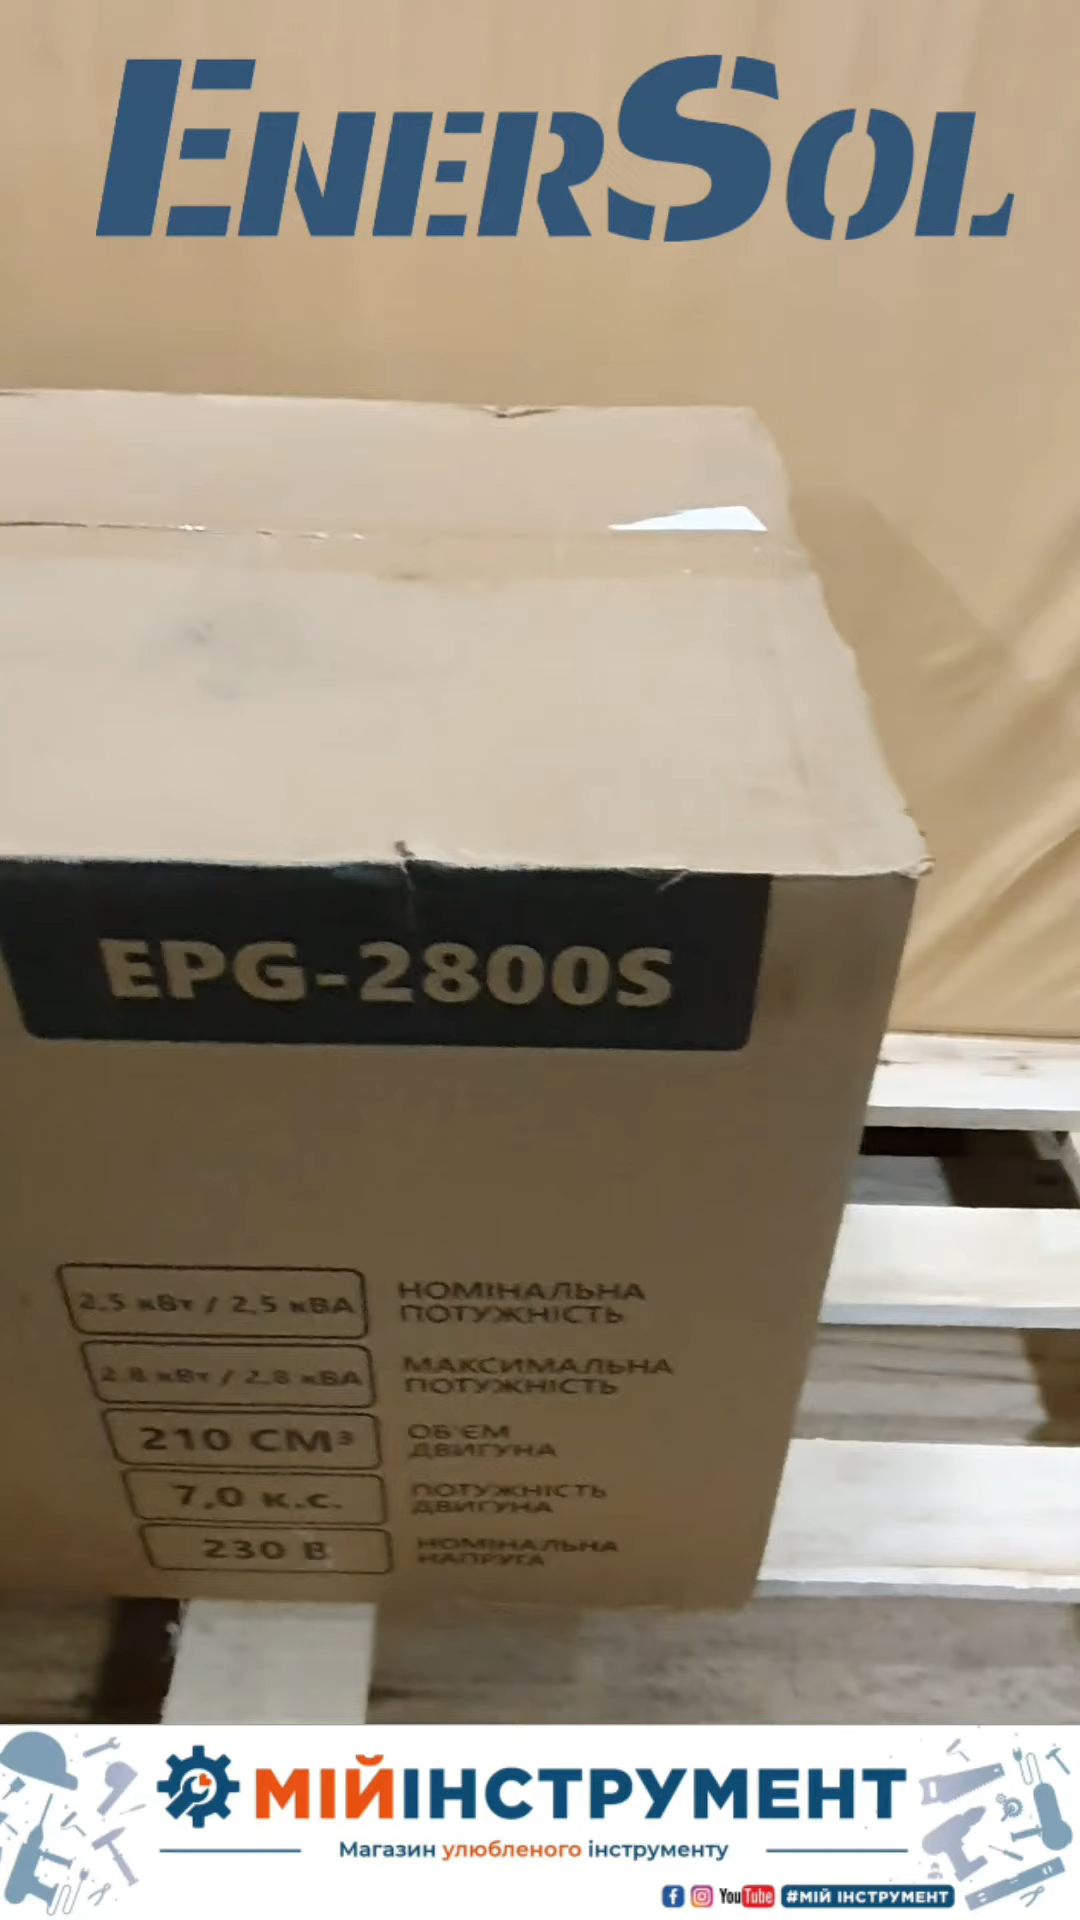 ENERSOL
EPG-2800S
2,5 кВт / 2,5 кВА
НОМІНАЛЬНА
ПОТУЖНІСТЬ
2,8 кВт / 2,8 кВА
МАКСИМАЛЬНА
ПОТУЖНІСТЬ
210 СМ³
ОБ'ЄМ
ДВИГУНА
7,0 к.с.
ПОТУЖНІСТЬ
ДВИГУНА
230 В
НОМІНАЛЬНА
НАПРУГА
МІЙІНСТРУМЕНТ
Магазин улюбленого інструменту
YouTube #МІЙ ІНСТРУМЕНТ